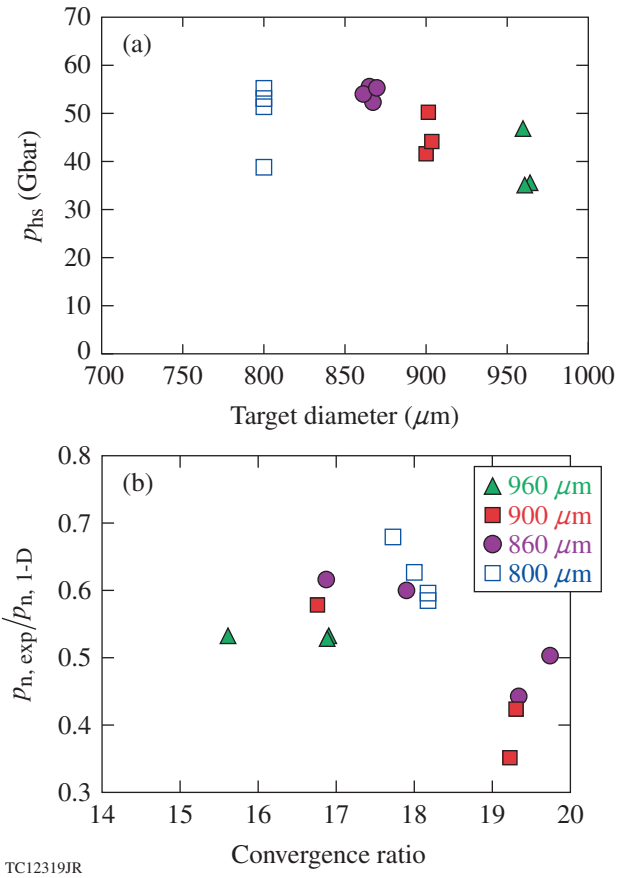 (a)
70
60
50
40
30
20
10
0
p_hs (Gbar)
700 800 850 900 950 1000
Target diameter (μm)
(b)
0.8
0.7
0.6
0.5
0.4
0.3
p_n, exp/p_n, 1-D
960 μm
900 μm
860 μm
800 μm
14 15 16 17 18 19 20
Convergence ratio
TC12319JR